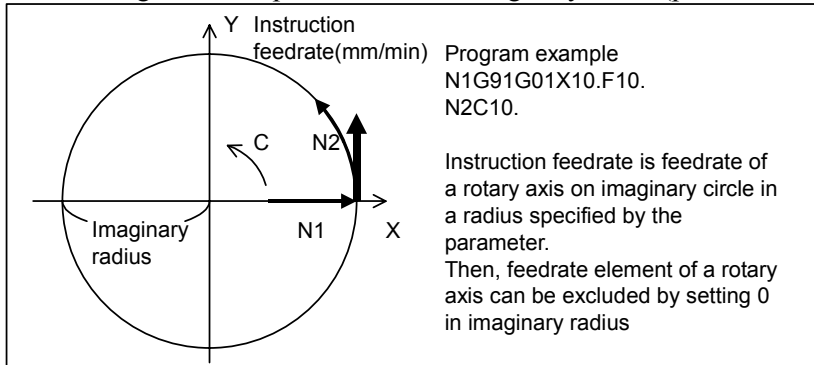 Y
Instruction
feedrate(mm/min)
N2
C
N1
X
Imaginary
radius
Program example
N1G91G01X10.F10.
N2C10.
Instruction feedrate is feedrate of
a rotary axis on imaginary circle in
a radius specified by the
parameter.
Then, feedrate element of a rotary
axis can be excluded by setting 0
in imaginary radius